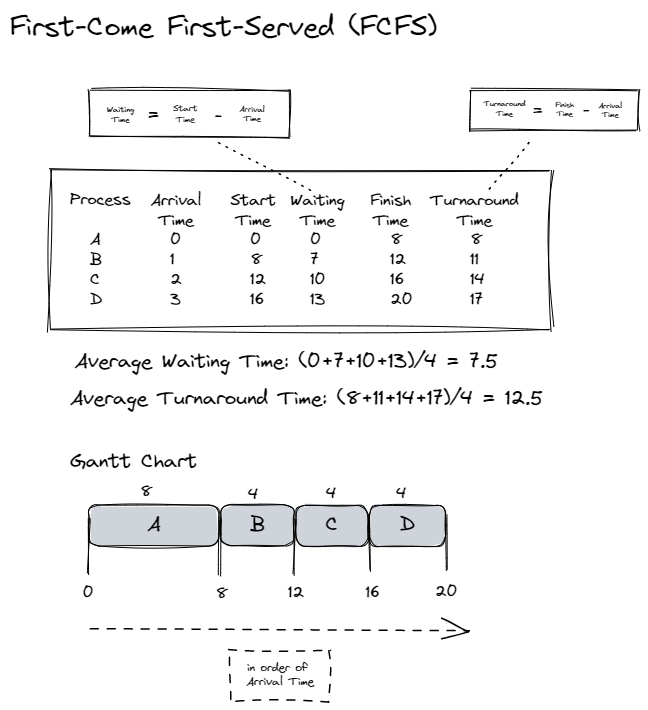 First-Come First-Served (FCFS)
Waiting Time = Start Time - Arrival Time
Turnaround Time = Finish Time - Arrival Time
Process Arrival Time Start Time Waiting Time Finish Time Turnaround Time
A 0 0 0 8 8
B 1 8 7 12 11
C 2 12 10 16 14
D 3 16 13 20 17
Average Waiting Time: (0+7+10+13)/4 = 7.5
Average Turnaround Time: (8+11+14+17)/4 = 12.5
Gantt Chart
8 4 4 4
A B C D
0 8 12 16 20
in order of
Arrival Time